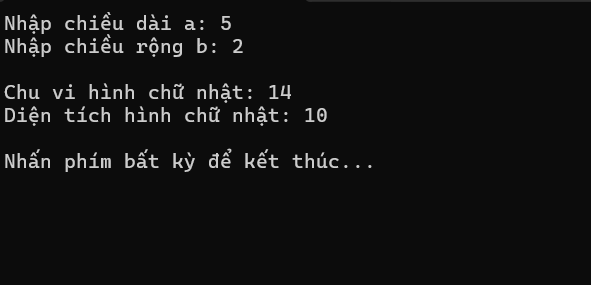 Nhập chiều dài a: 5
Nhập chiều rộng b: 2
Chu vi hình chữ nhật: 14
Diện tích hình chữ nhật: 10
Nhấn phím bất kỳ để kết thúc...